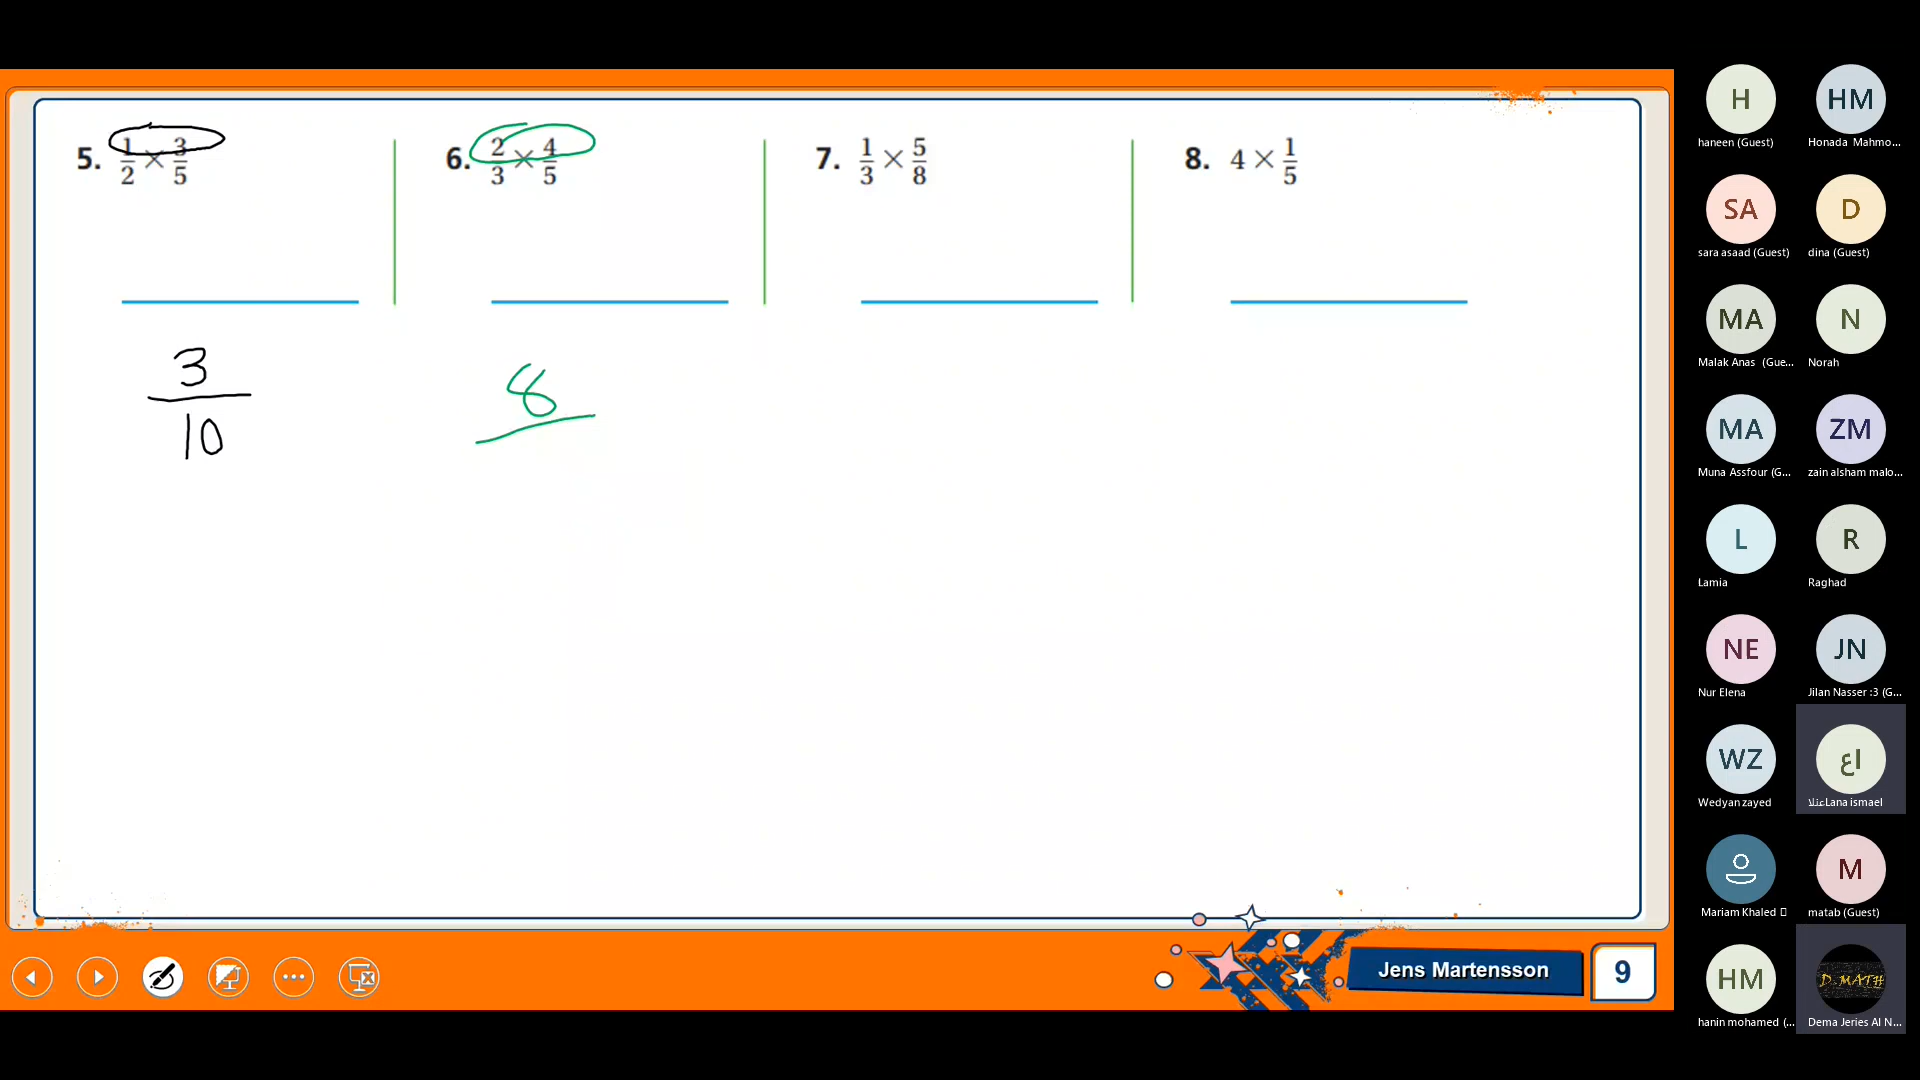 5. 1/2 × 3/5
6. 2/3 × 4/5
7. 1/3 × 5/8
8. 4 × 1/5
3/10
8
Jens Martensson
9
H
haneen (Guest)
HM
Honada Mahmo...
SA
sara asaad (Guest)
D
dina (Guest)
MA
Malak Anas (Gue...
N
Norah
MA
Muna Assfour (G...
ZM
zain alsham malo...
L
Lamia
R
Raghad
NE
Nur Elena
JN
Jilan Nasser :3 (G...
WZ
Wedyan zayed
اع
Lana ismael
Mariam Khaled
M
matab (Guest)
HM
hanin mohamed (...
D.MATH
Dema Jeries Al N...